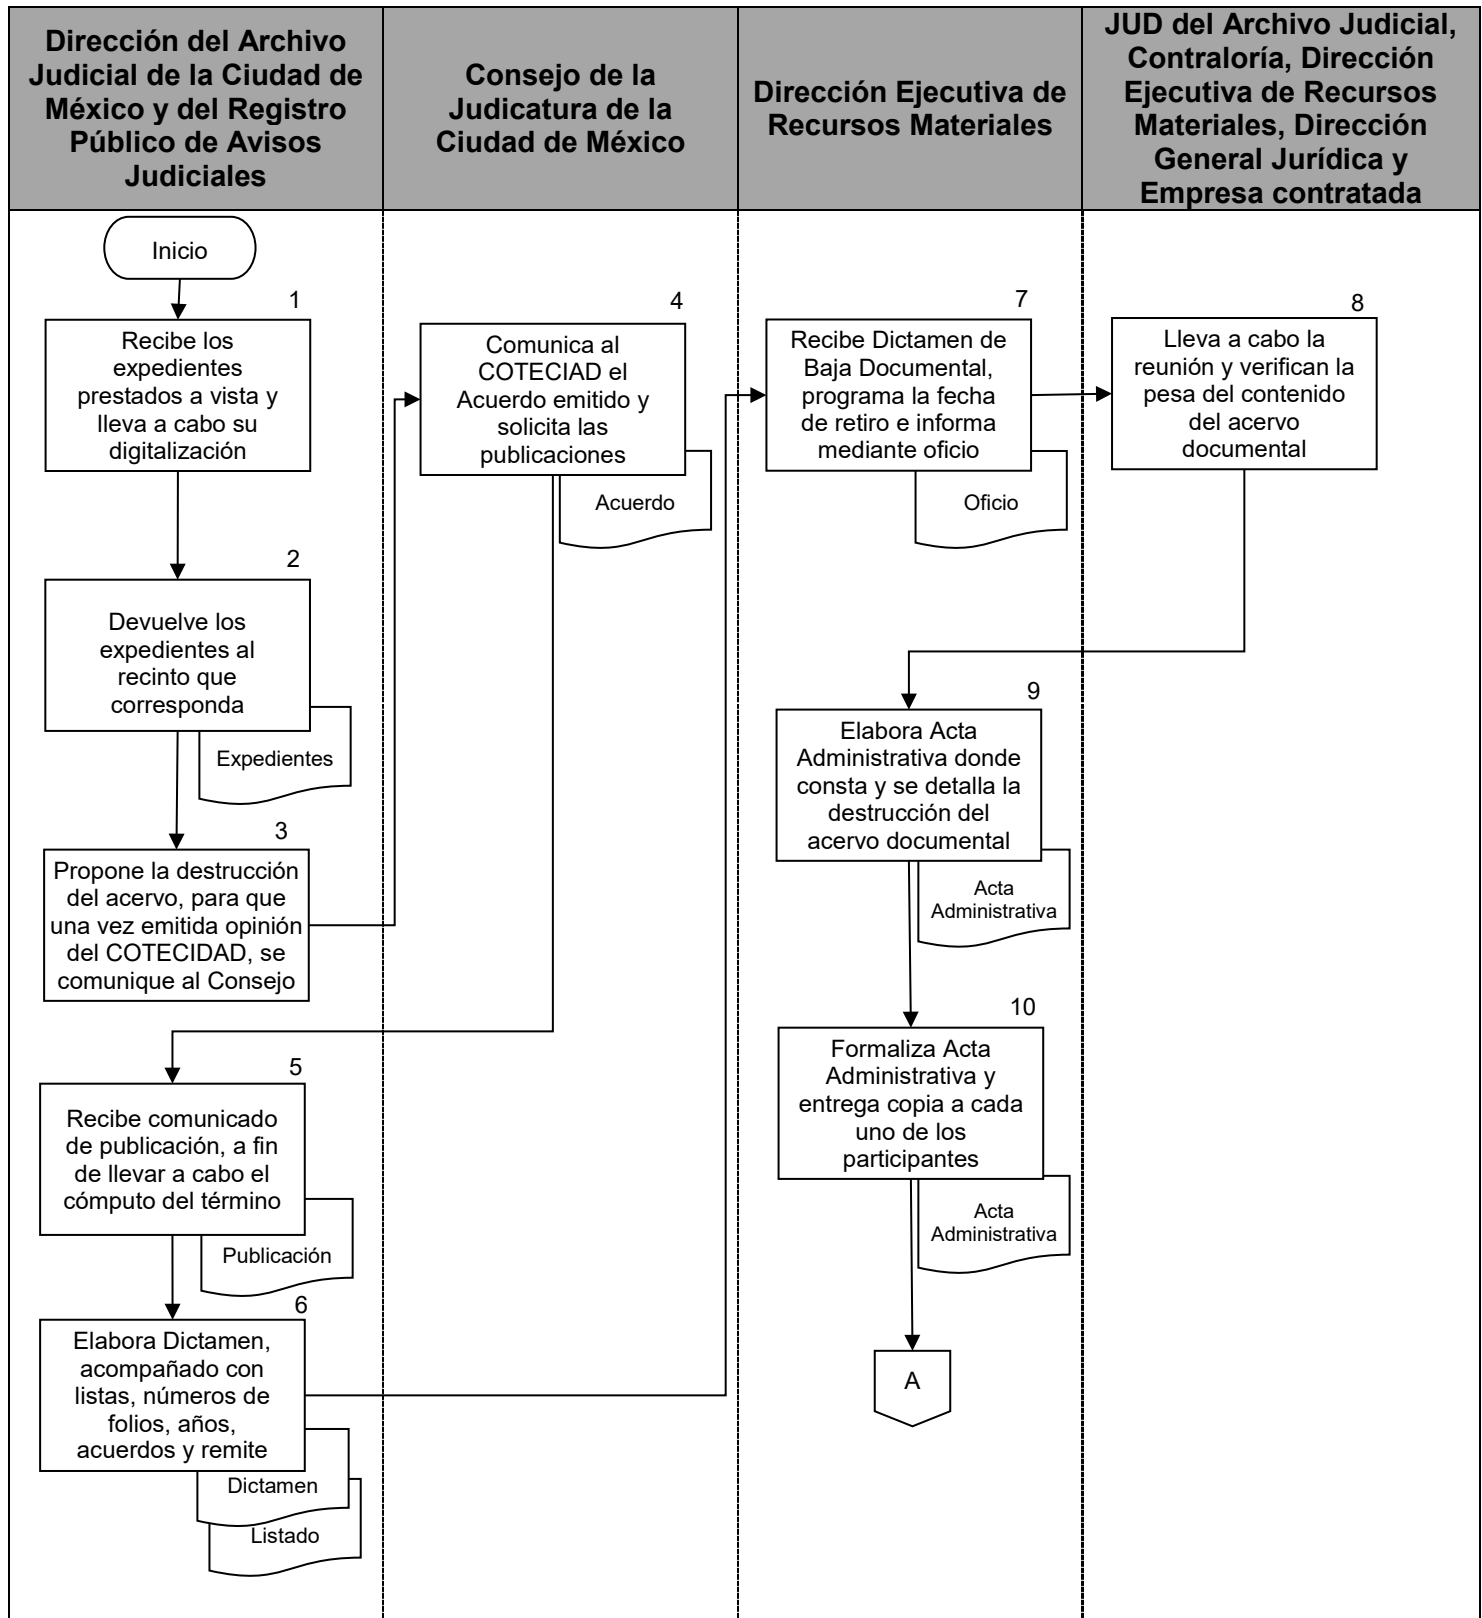 Dirección del Archivo
Judicial de la Ciudad de
México y del Registro
Público de Avisos
Judiciales
Consejo de la
Judicatura de la
Ciudad de México
Dirección Ejecutiva de
Recursos Materiales
JUD del Archivo Judicial,
Contraloría, Dirección
Ejecutiva de Recursos
Materiales, Dirección
General Jurídica y
Empresa contratada
Inicio
1
Recibe los
expedientes
prestados a vista y
lleva a cabo su
digitalización
2
Devuelve los
expedientes al
recinto que
corresponda
Expedientes
3
Propone la destrucción
del acervo, para que
una vez emitida opinión
del COTECIDAD, se
comunique al Consejo
4
Comunica al
COTECIAD el
Acuerdo emitido y
solicita las
publicaciones
Acuerdo
5
Recibe comunicado
de publicación, a fin
de llevar a cabo el
cómputo del término
Publicación
6
Elabora Dictamen,
acompañado con
listas, números de
folios, años,
acuerdos y remite
Dictamen
Listado
7
Recibe Dictamen de
Baja Documental,
programa la fecha
de retiro e informa
mediante oficio
Oficio
8
Lleva a cabo la
reunión y verifican la
pesa del contenido
del acervo
documental
9
Elabora Acta
Administrativa donde
consta y se detalla la
destrucción del
acervo documental
Acta
Administrativa
10
Formaliza Acta
Administrativa y
entrega copia a cada
uno de los
participantes
Acta
Administrativa
A